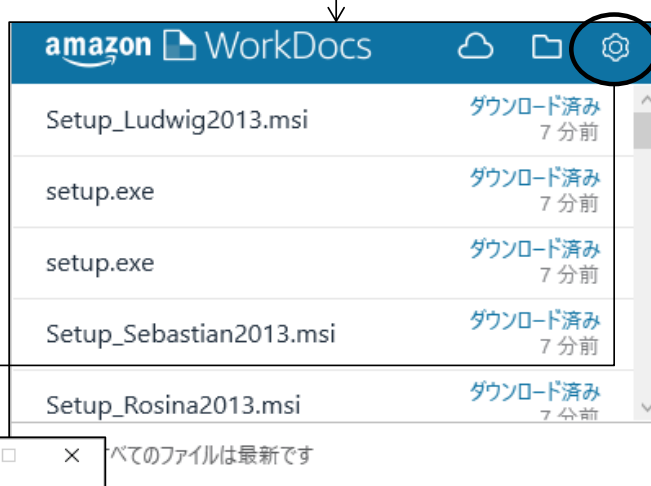 amazon WorkDocs
Setup_Ludwig2013.msi
ダウンロード済み
7 分前
setup.exe
ダウンロード済み
7 分前
setup.exe
ダウンロード済み
7 分前
Setup_Sebastian2013.msi
ダウンロード済み
7 分前
Setup_Rosina2013.msi
ダウンロード済み
7 分前
べてのファイルは最新です